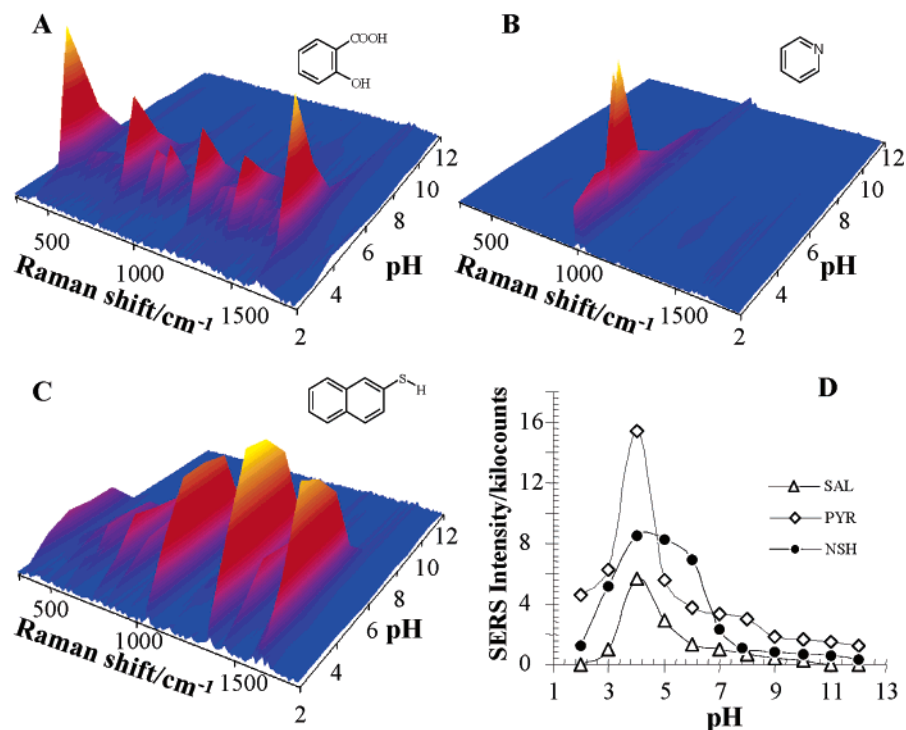 A
COOH
OH
500
1000
1500
Raman shift/cm-1
2
4
6
8
10
12
pH
B
N
500
1000
1500
Raman shift/cm-1
2
4
6
8
10
12
pH
C
S H
500
1000
1500
Raman shift/cm-1
2
4
6
8
10
12
pH
D
SERS Intensity/kilocounts
16
12
8
4
0
SAL
PYR
NSH
1 3 5 7 9 11 13
pH